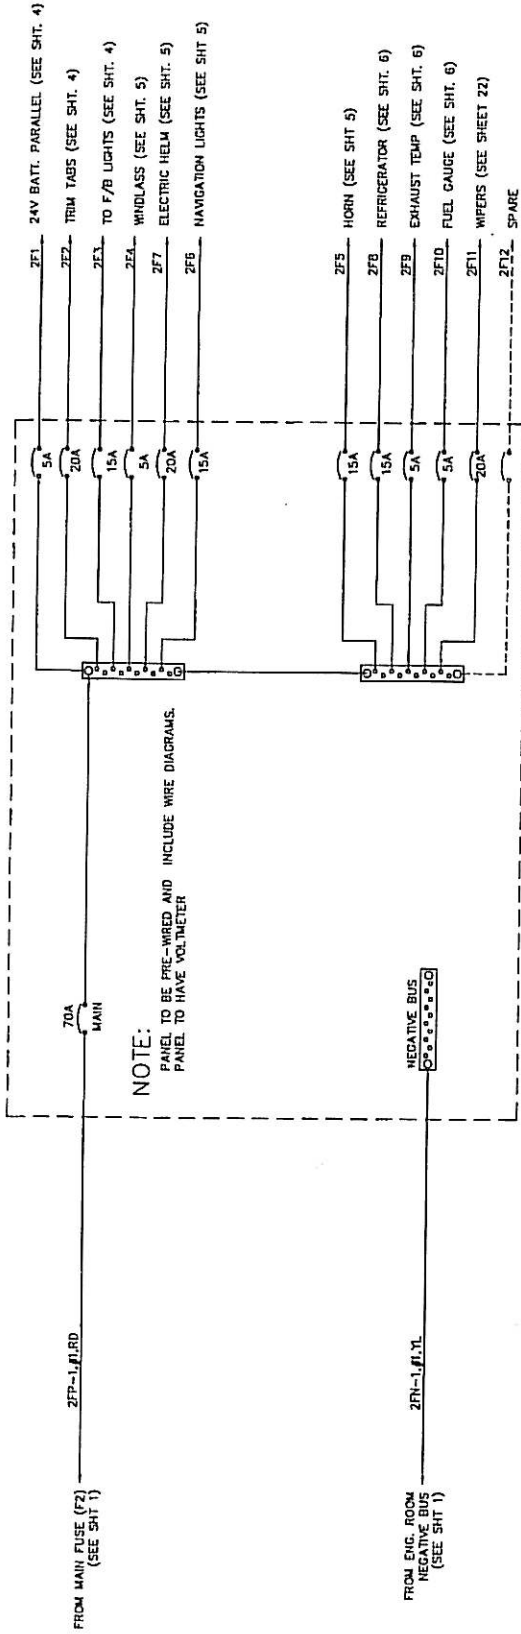 FROM MAIN FUSE (F2)
(SEE SHT 1)
2FP-1,#1,RD
70A
MAIN
NOTE:
PANEL TO BE PRE-WIRED AND INCLUDE WIRE DIAGRAMS.
PANEL TO HAVE VOLTMETER
5A
2F1
24V BATT. PARALLEL (SEE SHT. 4)
20A
2F2
TRIM TABS (SEE SHT. 4)
15A
2F3
TO F/B LIGHTS (SEE SHT. 4)
5A
2F4
WINDLASS (SEE SHT. 5)
20A
2F7
ELECTRIC HELM (SEE SHT. 5)
15A
2F6
NAVIGATION LIGHTS (SEE SHT 5)
FROM ENG. ROOM
NEGATIVE BUS
(SEE SHT 1)
2FN-1,#1,YL
NEGATIVE BUS
15A
2F5
HORN (SEE SHT 5)
15A
2F8
REFRIGERATOR (SEE SHT. 6)
5A
2F9
EXHAUST TEMP (SEE SHT. 6)
5A
2F10
FUEL GAUGE (SEE SHT. 6)
20A
2F11
WIPERS (SEE SHEET 22)
2F12
SPARE